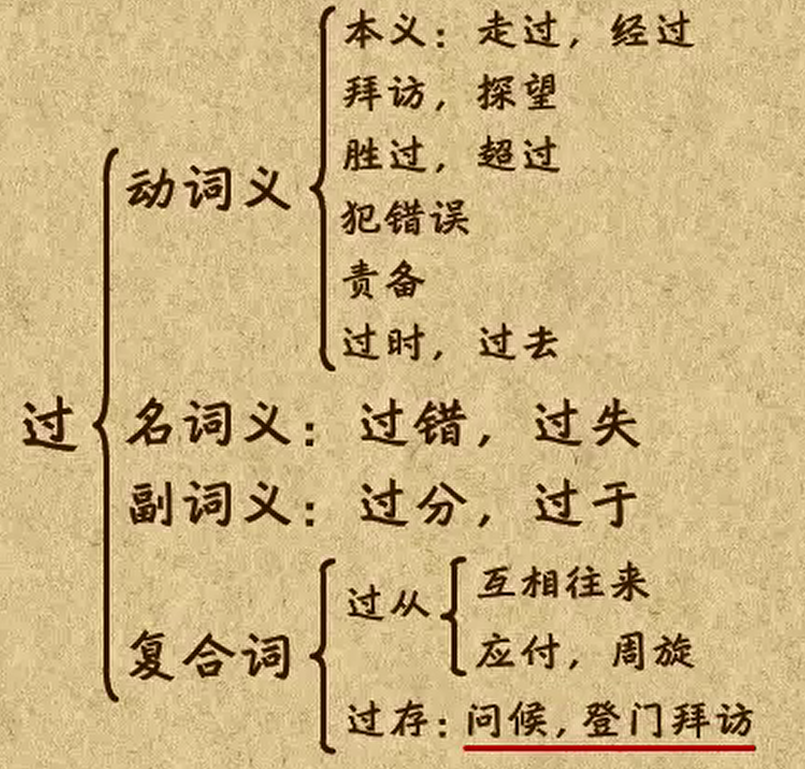 过
动词义
本义：走过，经过
拜访，探望
胜过，超过
犯错误
责备
过时，过去
名词义：过错，过失
副词义：过分，过于
复合词
过从
互相往来
应付，周旋
过存：问候，登门拜访